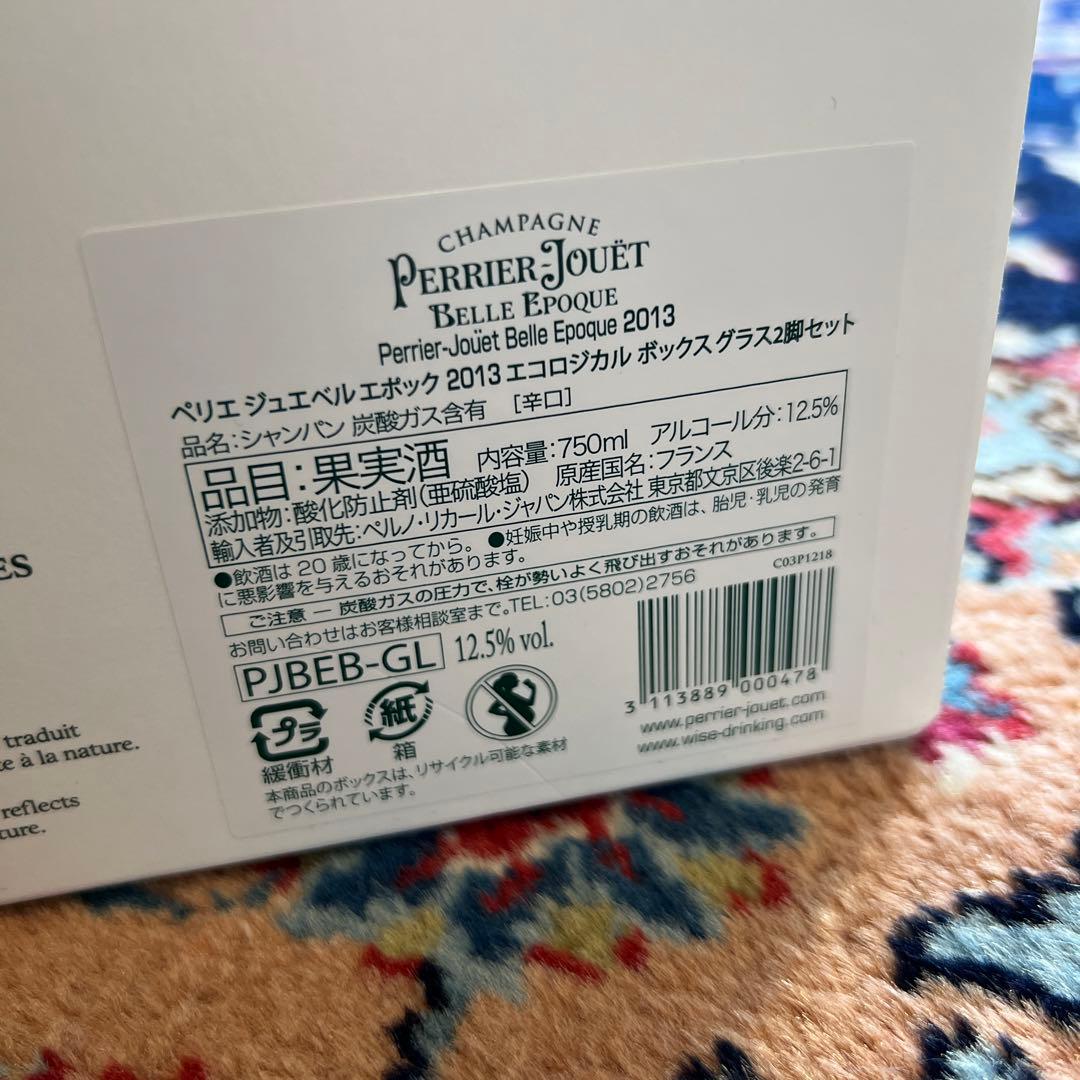 CHAMPAGNE
PERRIER-JOUËT
BELLE EPOQUE
Perrier-Jouët Belle Epoque 2013
ペリエ ジュエベル エポック 2013 エコロジカル ボックス グラス2脚セット
品名:シャンパン 炭酸ガス含有 [辛口]
品目:果実酒 内容量:750ml アルコール分:12.5%
添加物:酸化防止剤(亜硫酸塩) 原産国名:フランス
輸入者及引取先:ペルノ・リカール・ジャパン株式会社 東京都文京区後楽2-6-1
●飲酒は20歳になってから。●妊娠中や授乳期の飲酒は、胎児・乳児の発育
に悪影響を与えるおそれがあります。
ご注意 ー 炭酸ガスの圧力で、栓が勢いよく飛び出すおそれがあります。
お問い合わせはお客様相談室まで。TEL:03(5802)2756
C03P1218
PJBEB-GL 12.5% vol.
プラ
緩衝材
紙
箱
3 113889 000478
www.perrier-jouet.com
www.wise-drinking.com
本商品のボックスは、リサイクル可能な素材
でつくられています。
ES
traduit
te à la nature.
reflects
ture.